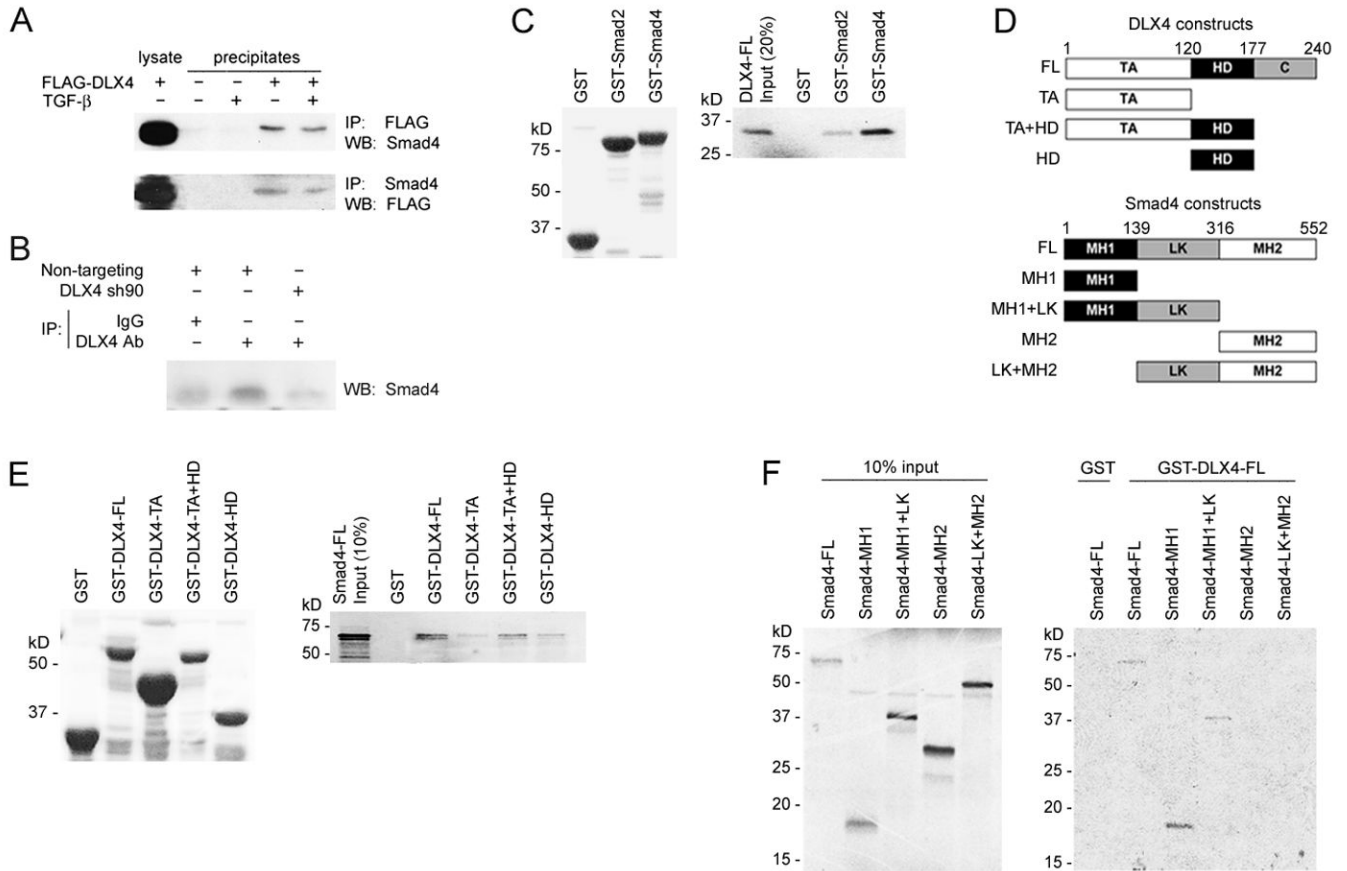 A
lysate precipitates
FLAG-DLX4 + – – + +
TGF-β – – + – +
IP: FLAG
WB: Smad4
IP: Smad4
WB: FLAG
B
Non-targeting + + –
DLX4 sh90 – – +
IP:
IgG + – –
DLX4 Ab – + +
WB: Smad4
C
GST
GST-Smad2
GST-Smad4
kD
75 -
50 -
37 -
DLX4-FL
Input (20%)
GST
GST-Smad2
GST-Smad4
kD
37 -
25 -
D
DLX4 constructs
1 120 177 240
FL TA HD C
TA TA
TA+HD TA HD
HD HD
Smad4 constructs
1 139 316 552
FL MH1 LK MH2
MH1 MH1
MH1+LK MH1 LK
MH2 MH2
LK+MH2 LK MH2
E
GST
GST-DLX4-FL
GST-DLX4-TA
GST-DLX4-TA+HD
GST-DLX4-HD
kD
50 -
37 -
Smad4-FL
Input (10%)
GST
GST-DLX4-FL
GST-DLX4-TA
GST-DLX4-TA+HD
GST-DLX4-HD
kD
75 -
50 -
F
10% input
Smad4-FL
Smad4-MH1
Smad4-MH1+LK
Smad4-MH2
Smad4-LK+MH2
kD
75 -
50 -
37 -
25 -
20 -
15 -
GST GST-DLX4-FL
Smad4-FL
Smad4-FL
Smad4-MH1
Smad4-MH1+LK
Smad4-MH2
Smad4-LK+MH2
kD
75 -
50 -
37 -
25 -
20 -
15 -